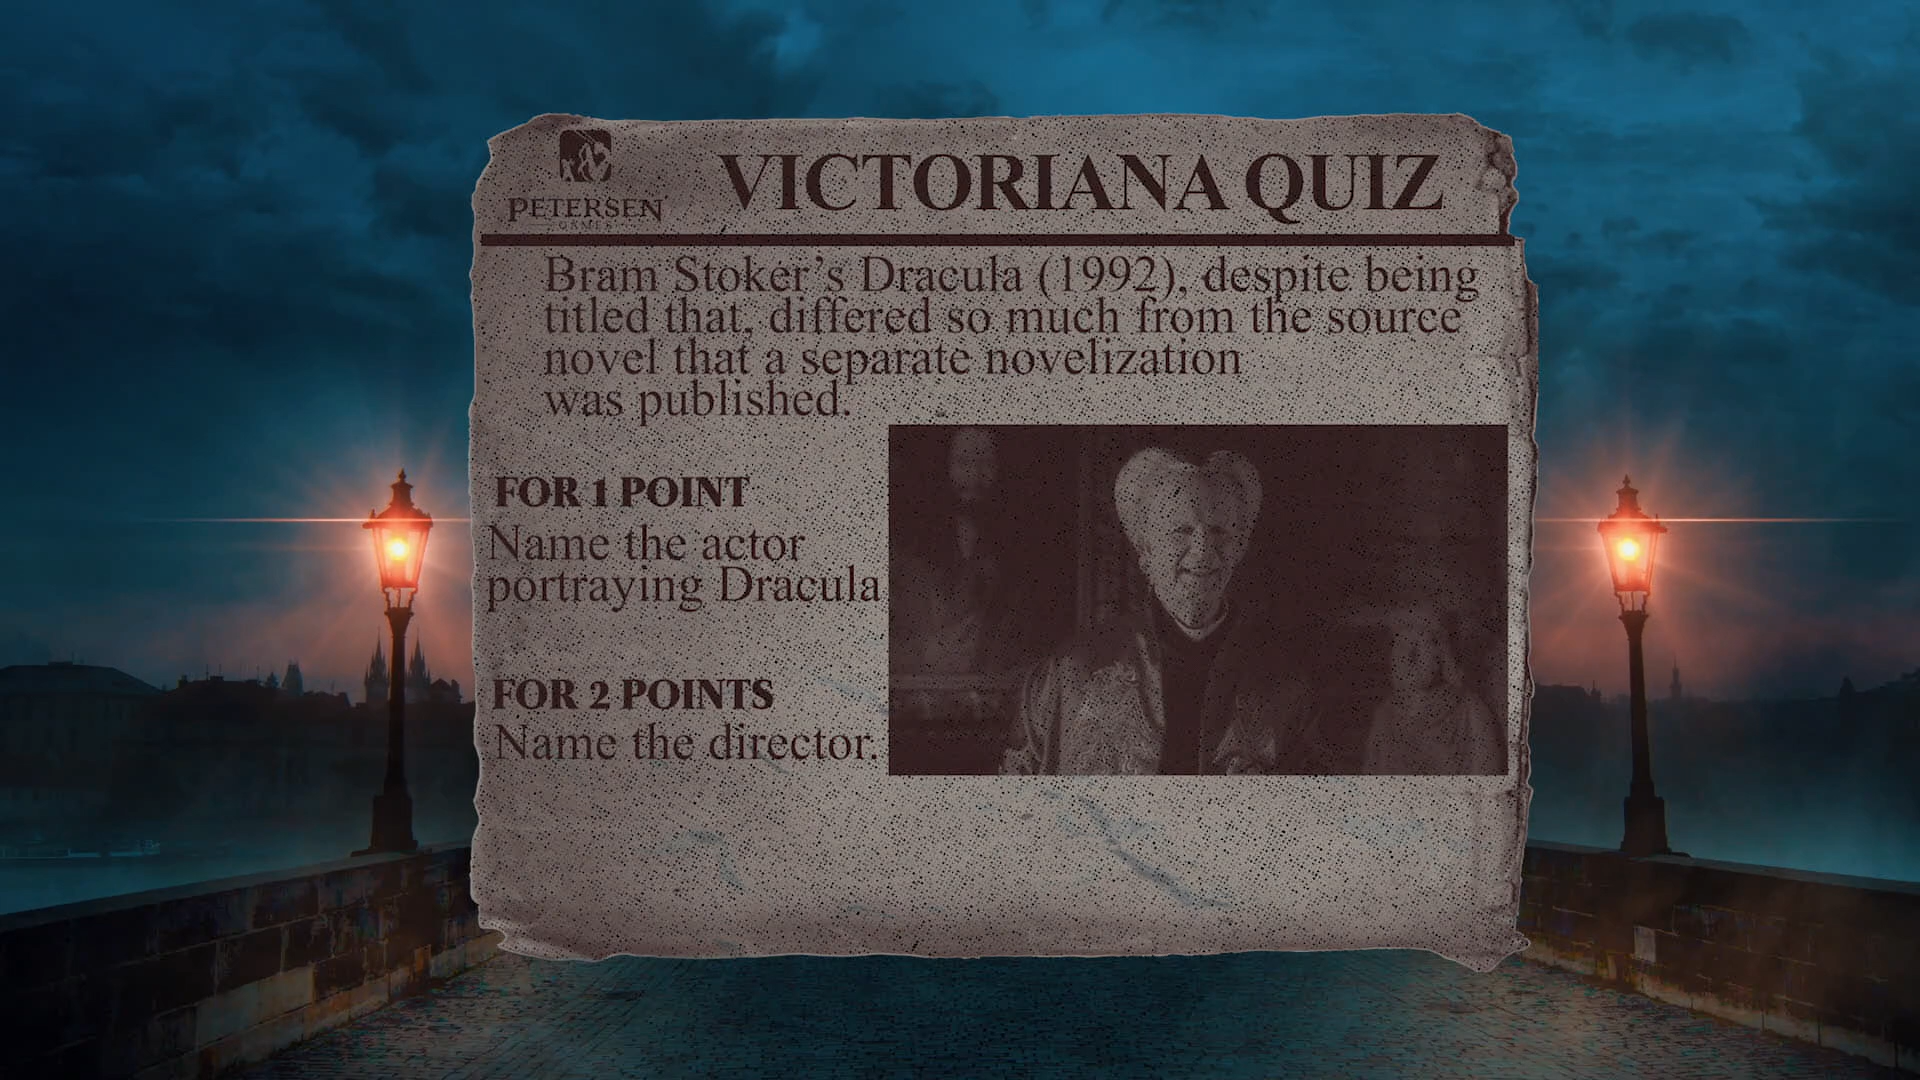 PETERSEN
GAMES
VICTORIANA QUIZ
Bram Stoker's Dracula (1992), despite being
titled that, differed so much from the source
novel that a separate novelization
was published.
FOR 1 POINT
Name the actor
portraying Dracula
FOR 2 POINTS
Name the director.